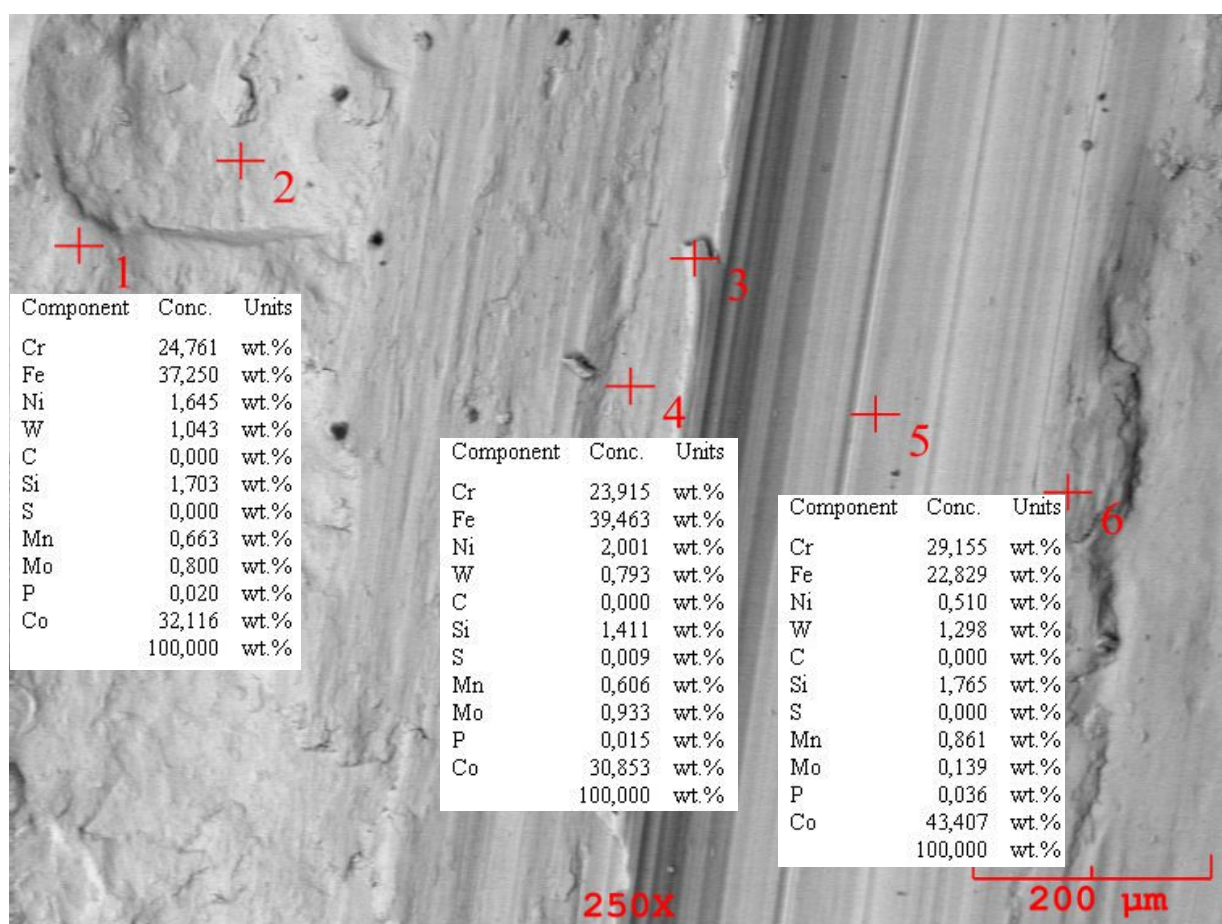 2
1
3
4
5
6
Component Conc. Units
Cr 24,761 wt.%
Fe 37,250 wt.%
Ni 1,645 wt.%
W 1,043 wt.%
C 0,000 wt.%
Si 1,703 wt.%
S 0,000 wt.%
Mn 0,663 wt.%
Mo 0,800 wt.%
P 0,020 wt.%
Co 32,116 wt.%
100,000 wt.%
Component Conc. Units
Cr 23,915 wt.%
Fe 39,463 wt.%
Ni 2,001 wt.%
W 0,793 wt.%
C 0,000 wt.%
Si 1,411 wt.%
S 0,009 wt.%
Mn 0,606 wt.%
Mo 0,933 wt.%
P 0,015 wt.%
Co 30,853 wt.%
100,000 wt.%
Component Conc. Units
Cr 29,155 wt.%
Fe 22,829 wt.%
Ni 0,510 wt.%
W 1,298 wt.%
C 0,000 wt.%
Si 1,765 wt.%
S 0,000 wt.%
Mn 0,861 wt.%
Mo 0,139 wt.%
P 0,036 wt.%
Co 43,407 wt.%
100,000 wt.%
250X
200 µm